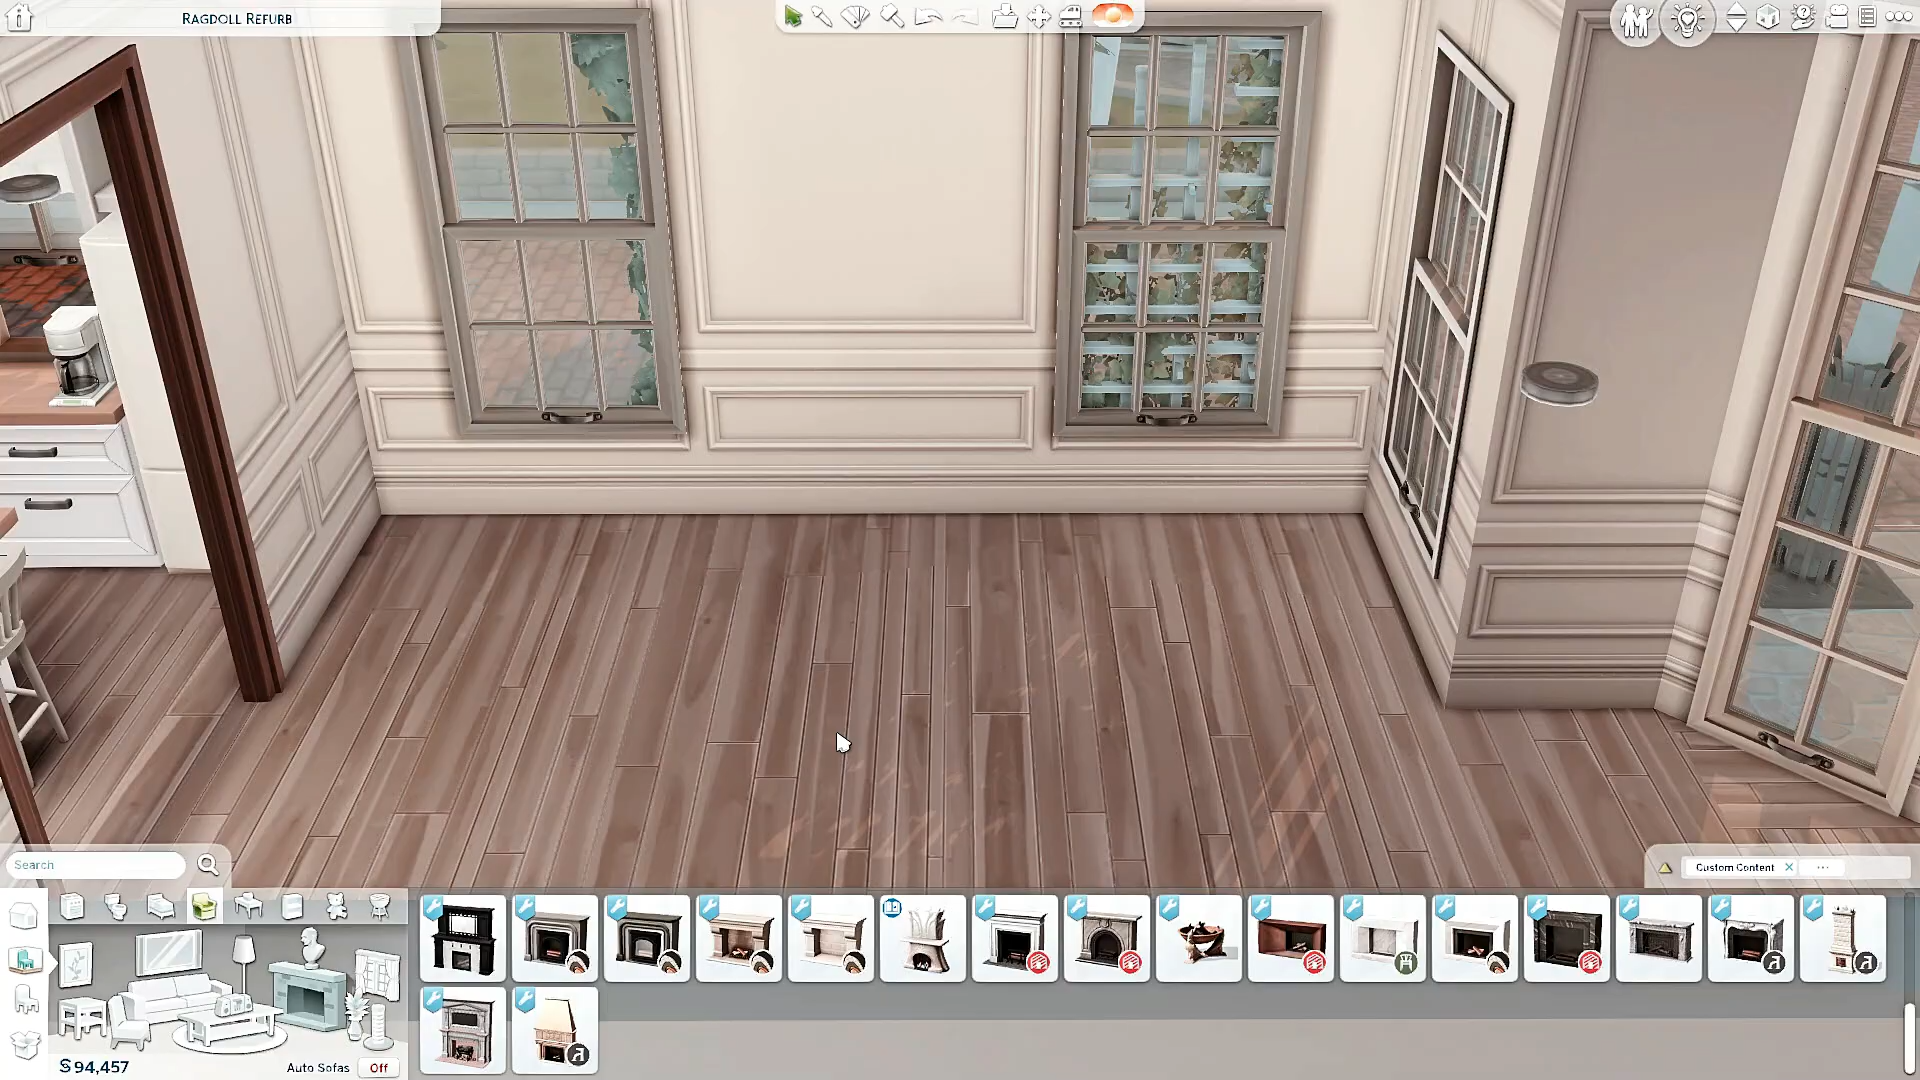 Ragdoll Refurb
Search
Custom Content
§94,457
Auto Sofas
Off